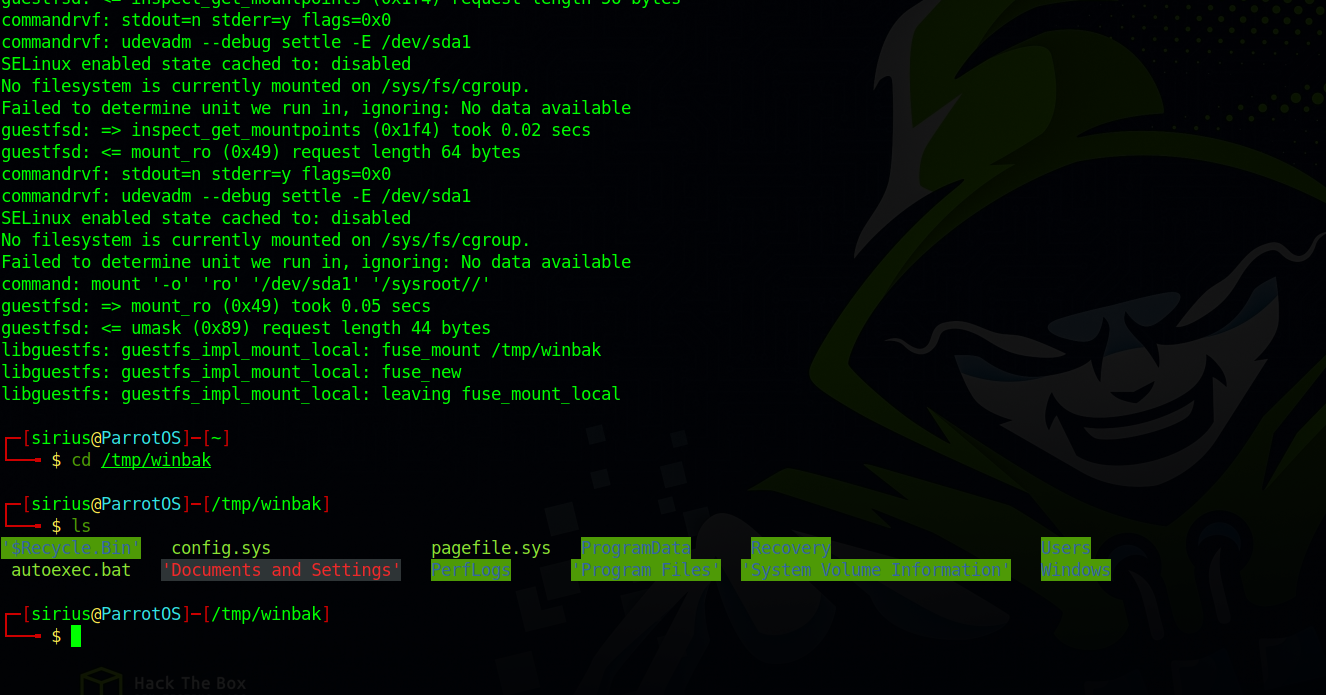 guestfsd: <= inspect_get_mountpoints (0x1f4) request length 56 bytes
commandrvf: stdout=n stderr=y flags=0x0
commandrvf: udevadm --debug settle -E /dev/sda1
SELinux enabled state cached to: disabled
No filesystem is currently mounted on /sys/fs/cgroup.
Failed to determine unit we run in, ignoring: No data available
guestfsd: => inspect_get_mountpoints (0x1f4) took 0.02 secs
guestfsd: <= mount_ro (0x49) request length 64 bytes
commandrvf: stdout=n stderr=y flags=0x0
commandrvf: udevadm --debug settle -E /dev/sda1
SELinux enabled state cached to: disabled
No filesystem is currently mounted on /sys/fs/cgroup.
Failed to determine unit we run in, ignoring: No data available
command: mount '-o' 'ro' '/dev/sda1' '/sysroot//'
guestfsd: => mount_ro (0x49) took 0.05 secs
guestfsd: <= umask (0x89) request length 44 bytes
libguestfs: guestfs_impl_mount_local: fuse_mount /tmp/winbak
libguestfs: guestfs_impl_mount_local: fuse_new
libguestfs: guestfs_impl_mount_local: leaving fuse_mount_local
┌─[sirius@ParrotOS]─[~]
└──╼ $ cd /tmp/winbak
┌─[sirius@ParrotOS]─[/tmp/winbak]
└──╼ $ ls
'$Recycle.Bin' config.sys pagefile.sys ProgramData Recovery Users
autoexec.bat 'Documents and Settings' PerfLogs 'Program Files' 'System Volume Information' Windows
┌─[sirius@ParrotOS]─[/tmp/winbak]
└──╼ $
Hack The Box